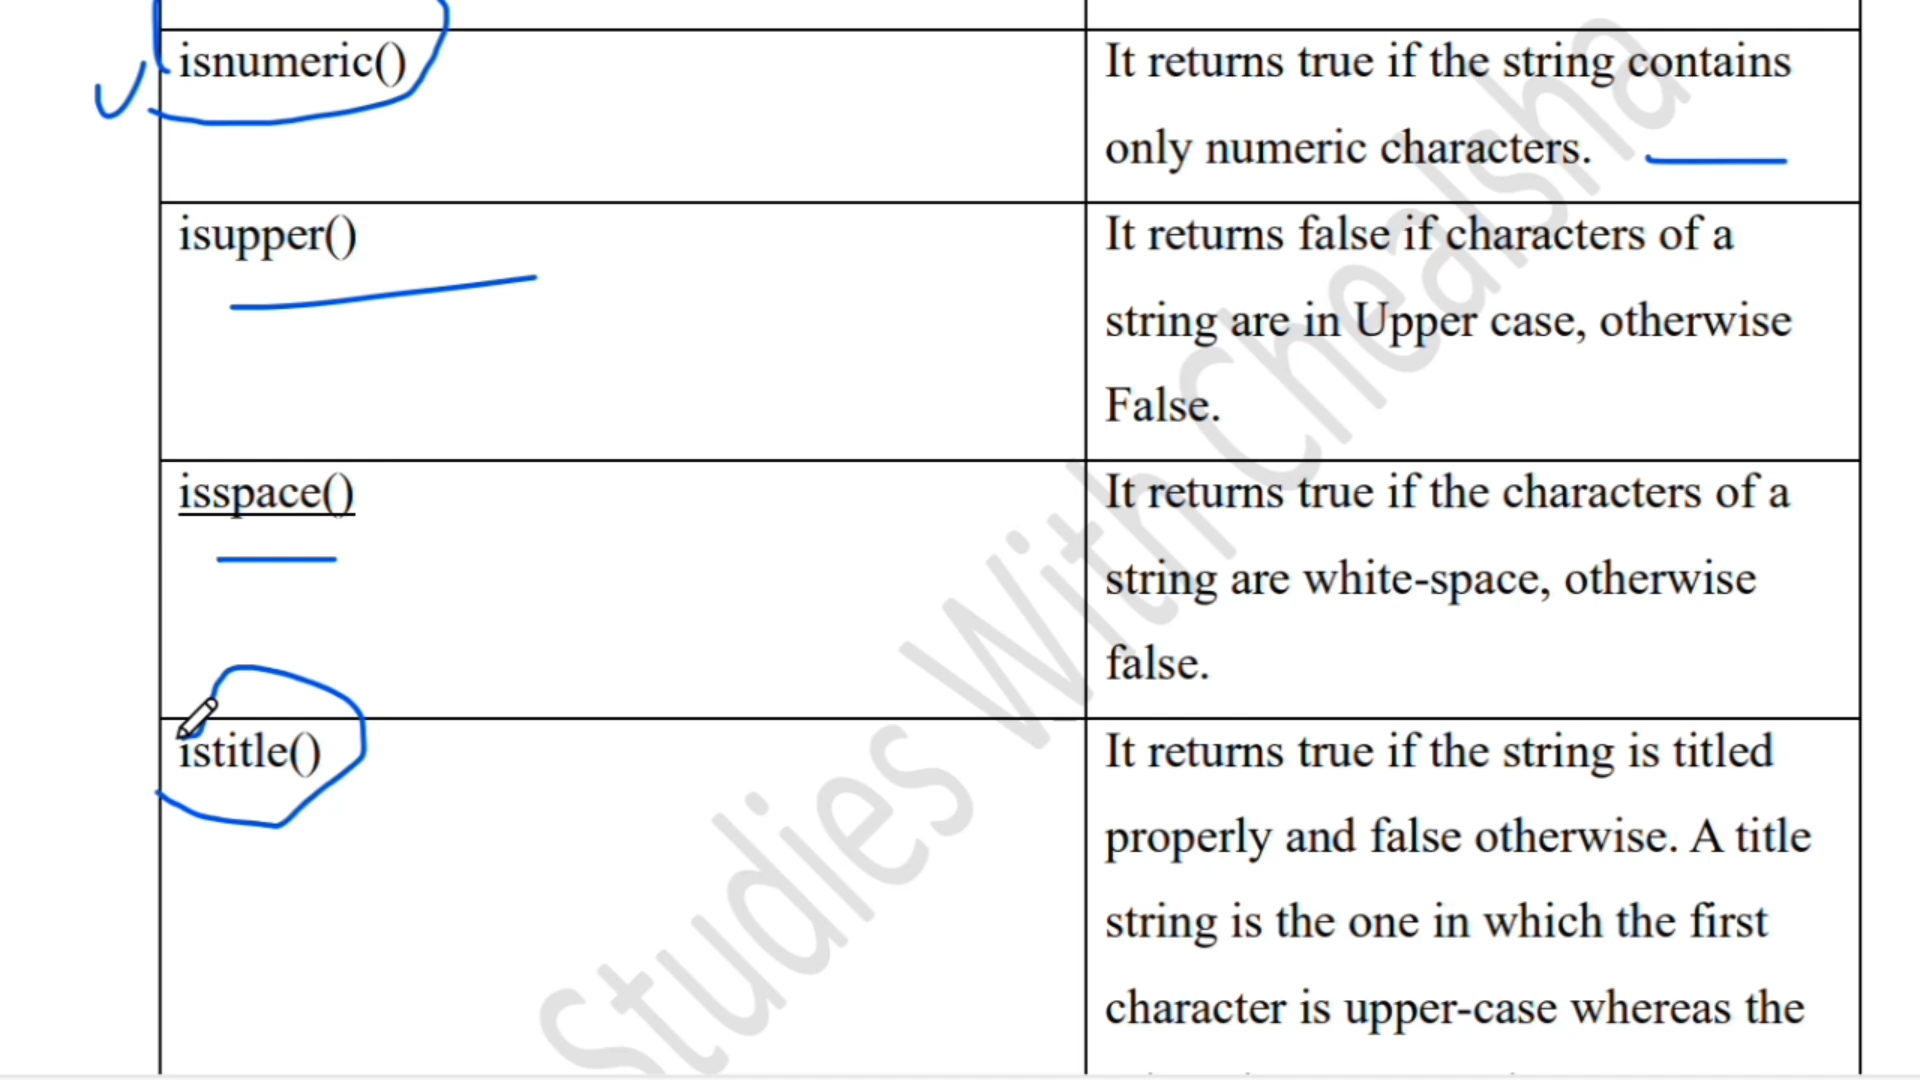 isnumeric()
It returns true if the string contains
only numeric characters.
isupper()
It returns false if characters of a
string are in Upper case, otherwise
False.
isspace()
It returns true if the characters of a
string are white-space, otherwise
false.
istitle()
It returns true if the string is titled
properly and false otherwise. A title
string is the one in which the first
character is upper-case whereas the
Studies With Chealsha